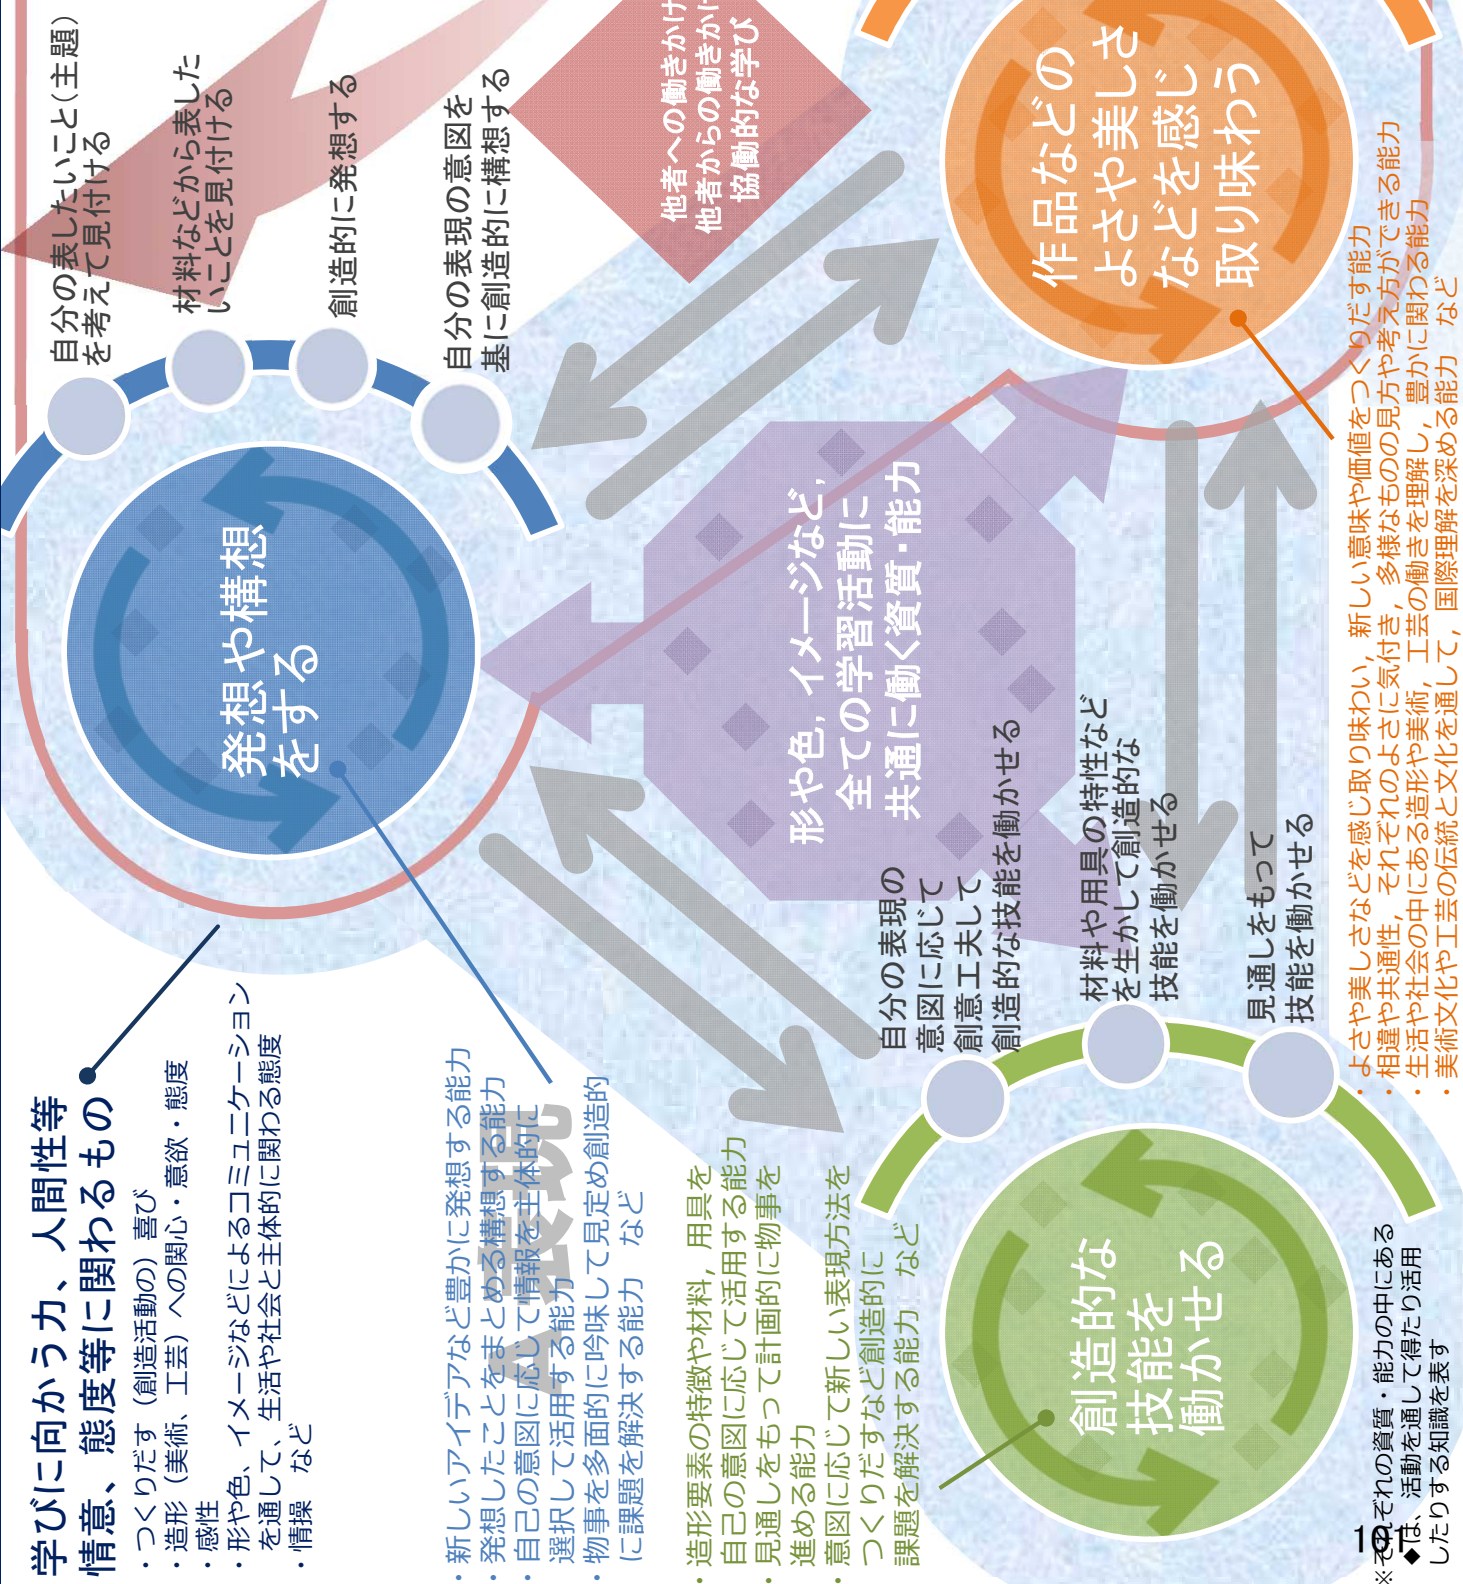 学びに向かう力、人間性等
情意、態度等に関わるもの
・つくりだす（創造活動の）喜び
・造形（美術、工芸）への関心・意欲・態度
・感性
・形や色、イメージなどによるコミュニケーション
を通して、生活や社会と主体的に関わる態度
・情操　など
自分の表したいこと（主題）
を考えて見付ける
材料などから表した
いことを見付ける
創造的に発想する
自分の表現の意図を
基に創造的に構想する
発想や構想
をする
A 表現
・新しいアイデアなど豊かに発想する能力
・発想したことをまとめる構想する能力
・自己の意図に応じて情報を主体的に
選択して活用する能力
・物事を多面的に吟味して見定め創造的
に課題を解決する能力　など
他者への働きかけ
他者からの働きかけ
協働的な学び
形や色，イメージなど，
全ての学習活動に
共通に働く資質・能力
・造形要素の特徴や材料，用具を
自己の意図に応じて活用する能力
・見通しをもって計画的に物事を
進める能力
・意図に応じて新しい表現方法を
つくりだすなど創造的に
課題を解決する能力　など
自分の表現の
意図に応じて
創意工夫して
創造的な技能を働かせる
材料や用具の特性など
を生かして創造的な
技能を働かせる
見通しをもって
技能を働かせる
創造的な
技能を
働かせる
作品などの
よさや美しさ
などを感じ
取り味わう
・よさや美しさなどを感じ取り味わい，新しい意味や価値をつくりだす能力
・相違や共通性，それぞれのよさに気付き，多様なものの見方や考え方ができる能力
・生活や社会の中にある造形や美術，工芸の働きを理解し，豊かに関わる能力
・美術文化や工芸の伝統と文化を通して，国際理解を深める能力　など
※それぞれの資質・能力の中にある
◆は、活動を通して得たり活用
したりする知識を表す
101